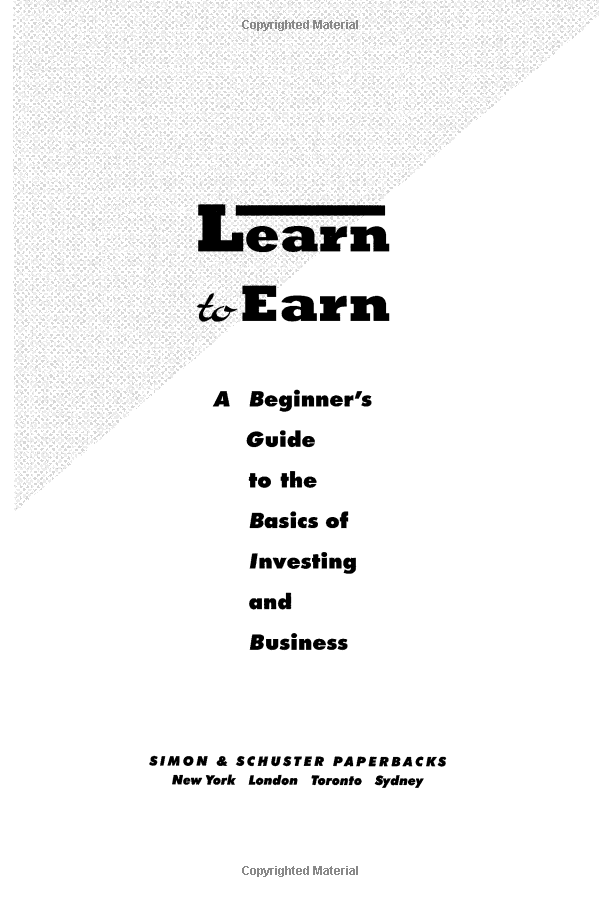 Copyrighted Material
Learn
to Earn
A Beginner's
Guide
to the
Basics of
Investing
and
Business
SIMON & SCHUSTER PAPERBACKS
New York London Toronto Sydney
Copyrighted Material